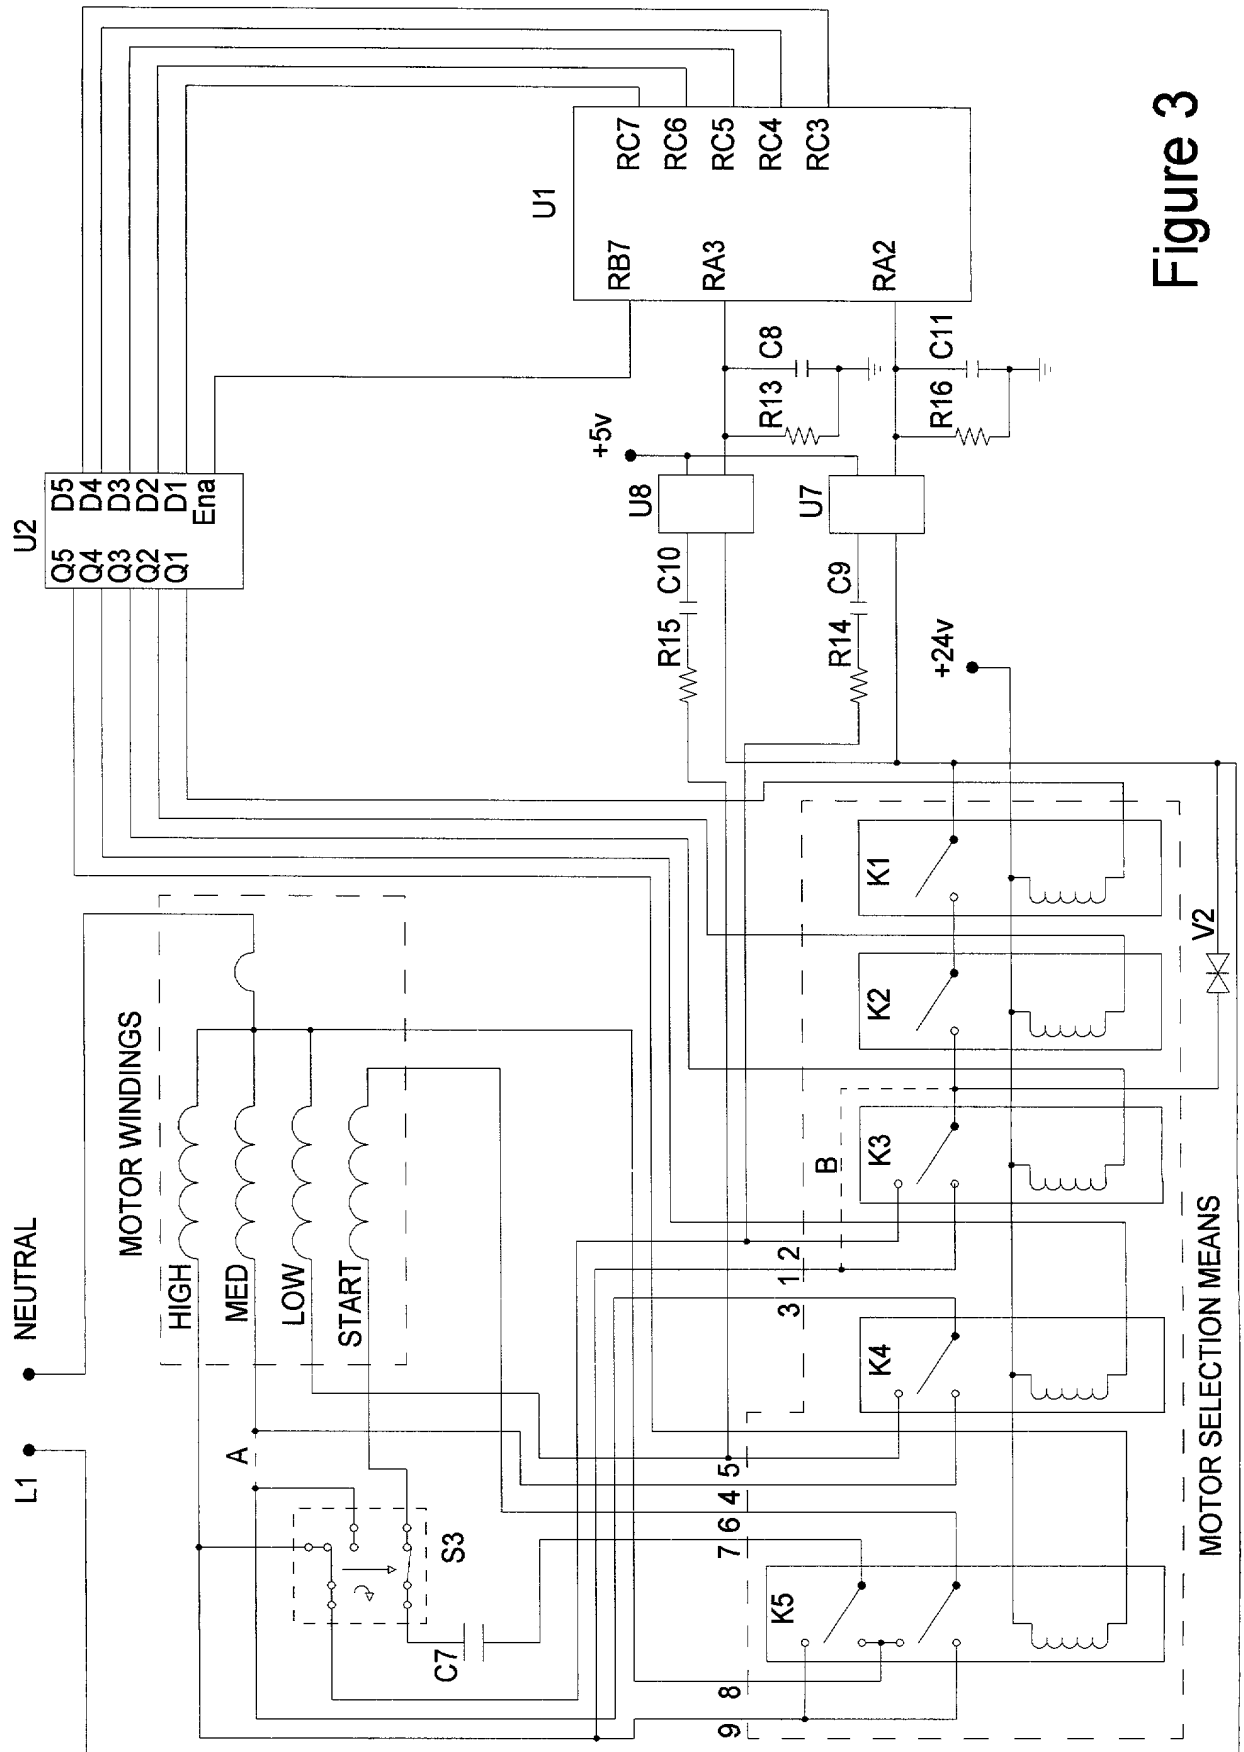 L1
NEUTRAL
MOTOR WINDINGS
HIGH
MED
LOW
START
A
S3
C7
U2
Q5
Q4
Q3
Q2
Q1
D5
D4
D3
D2
D1
Ena
U1
RB7
RA3
RA2
RC7
RC6
RC5
RC4
RC3
+5v
U8
U7
R15
C10
R14
C9
R13
C8
R16
C11
+24v
9
8
7
6
4
5
3
1
2
B
K5
K4
K3
K2
K1
V2
MOTOR SELECTION MEANS
Figure 3